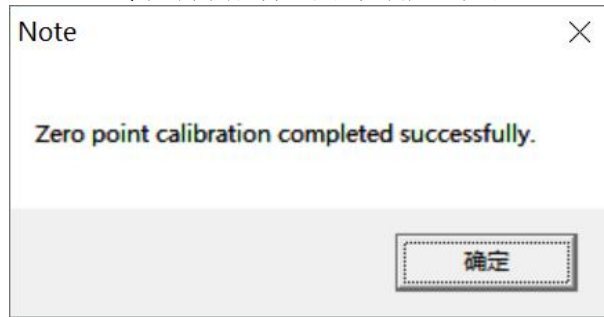 Note
Zero point calibration completed successfully.
确定